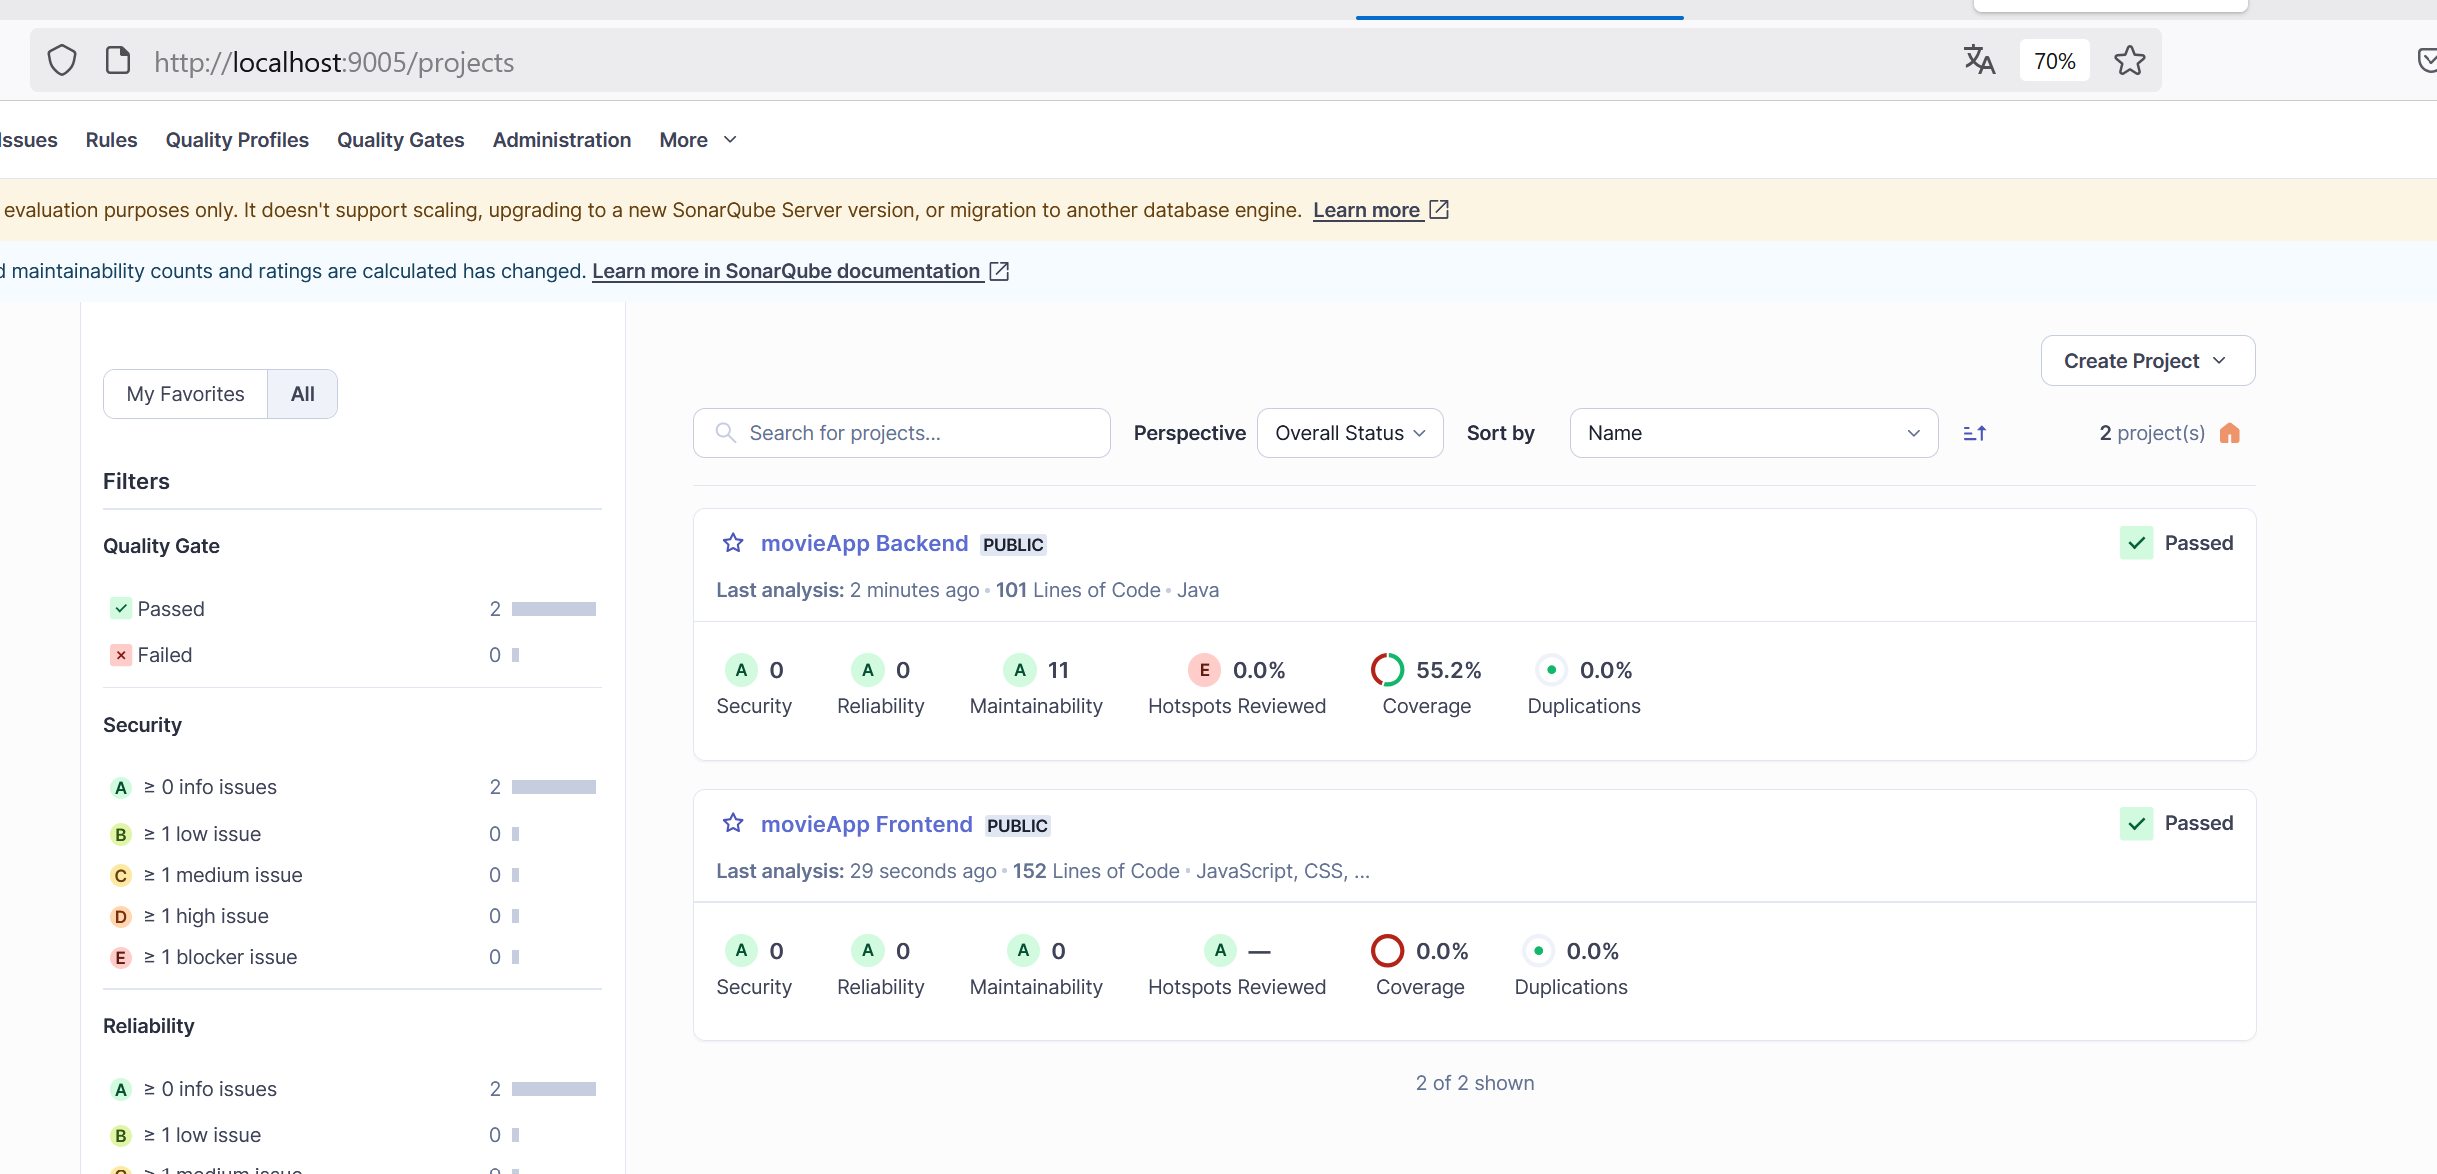 http://localhost:9005/projects
70%
Issues Rules Quality Profiles Quality Gates Administration More
evaluation purposes only. It doesn't support scaling, upgrading to a new SonarQube Server version, or migration to another database engine. Learn more
maintainability counts and ratings are calculated has changed. Learn more in SonarQube documentation
My Favorites All
Filters
Quality Gate
Passed 2
Failed 0
Security
A ≥ 0 info issues 2
B ≥ 1 low issue 0
C ≥ 1 medium issue 0
D ≥ 1 high issue 0
E ≥ 1 blocker issue 0
Reliability
A ≥ 0 info issues 2
B ≥ 1 low issue 0
≥ 1 medium issue 0
Create Project
Search for projects... Perspective Overall Status Sort by Name 2 project(s)
movieApp Backend PUBLIC Passed
Last analysis: 2 minutes ago • 101 Lines of Code • Java
A 0 A 0 A 11 E 0.0% 55.2% 0.0%
Security Reliability Maintainability Hotspots Reviewed Coverage Duplications
movieApp Frontend PUBLIC Passed
Last analysis: 29 seconds ago • 152 Lines of Code • JavaScript, CSS, ...
A 0 A 0 A 0 A — 0.0% 0.0%
Security Reliability Maintainability Hotspots Reviewed Coverage Duplications
2 of 2 shown